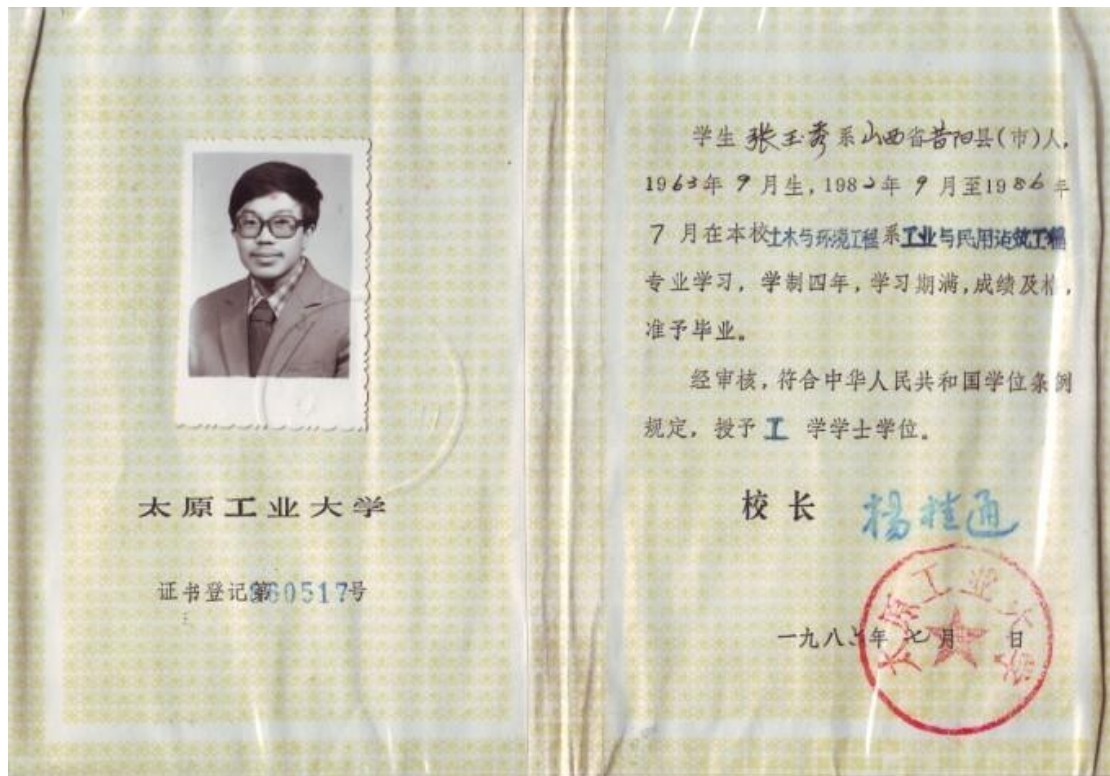 太原工业大学
证书登记第860517号
学生 张玉秀 系山西省昔阳县(市)人,
1963年9月生,1982年9月至1986年
7月在本校土木与环境工程系工业与民用建筑工程
专业学习,学制四年,学习期满,成绩及格,
准予毕业。
经审核,符合中华人民共和国学位条例
规定,授予工学学士学位。
校长 杨桂通
太原工业大学
一九八六年七月 日